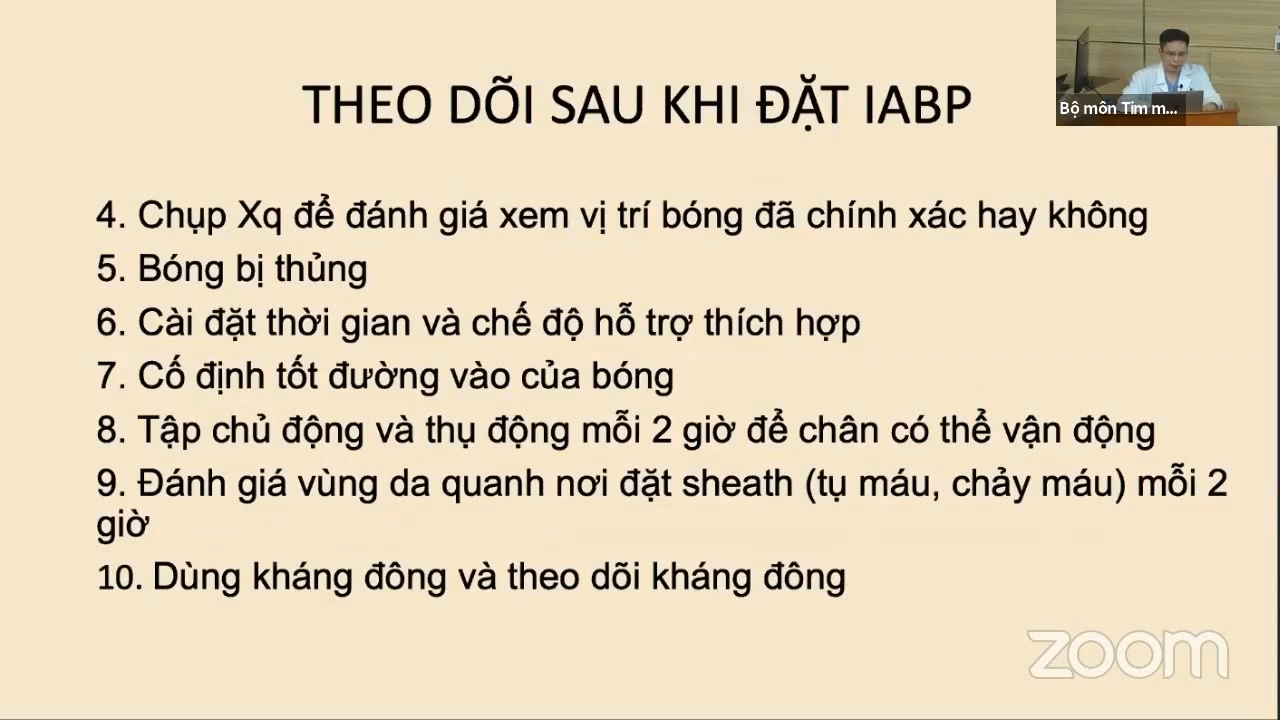 THEO DÕI SAU KHI ĐẶT IABP
Bộ môn Tim m...
4. Chụp Xq để đánh giá xem vị trí bóng đã chính xác hay không
5. Bóng bị thủng
6. Cài đặt thời gian và chế độ hỗ trợ thích hợp
7. Cố định tốt đường vào của bóng
8. Tập chủ động và thụ động mỗi 2 giờ để chân có thể vận động
9. Đánh giá vùng da quanh nơi đặt sheath (tụ máu, chảy máu) mỗi 2
giờ
10. Dùng kháng đông và theo dõi kháng đông
zoom